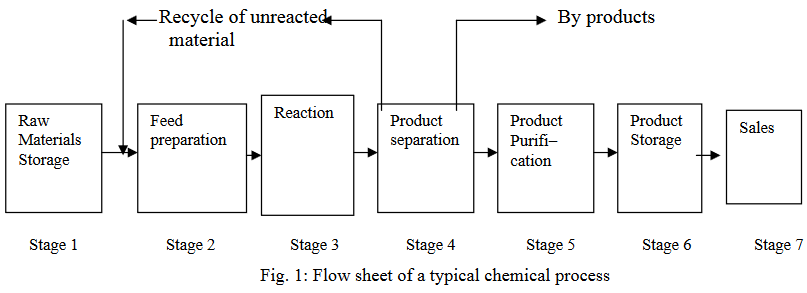 Recycle of unreacted
material
By products
Raw
Materials
Storage
Feed
preparation
Reaction
Product
separation
Product
Purifi–
cation
Product
Storage
Sales
Stage 1
Stage 2
Stage 3
Stage 4
Stage 5
Stage 6
Stage 7
Fig. 1: Flow sheet of a typical chemical process